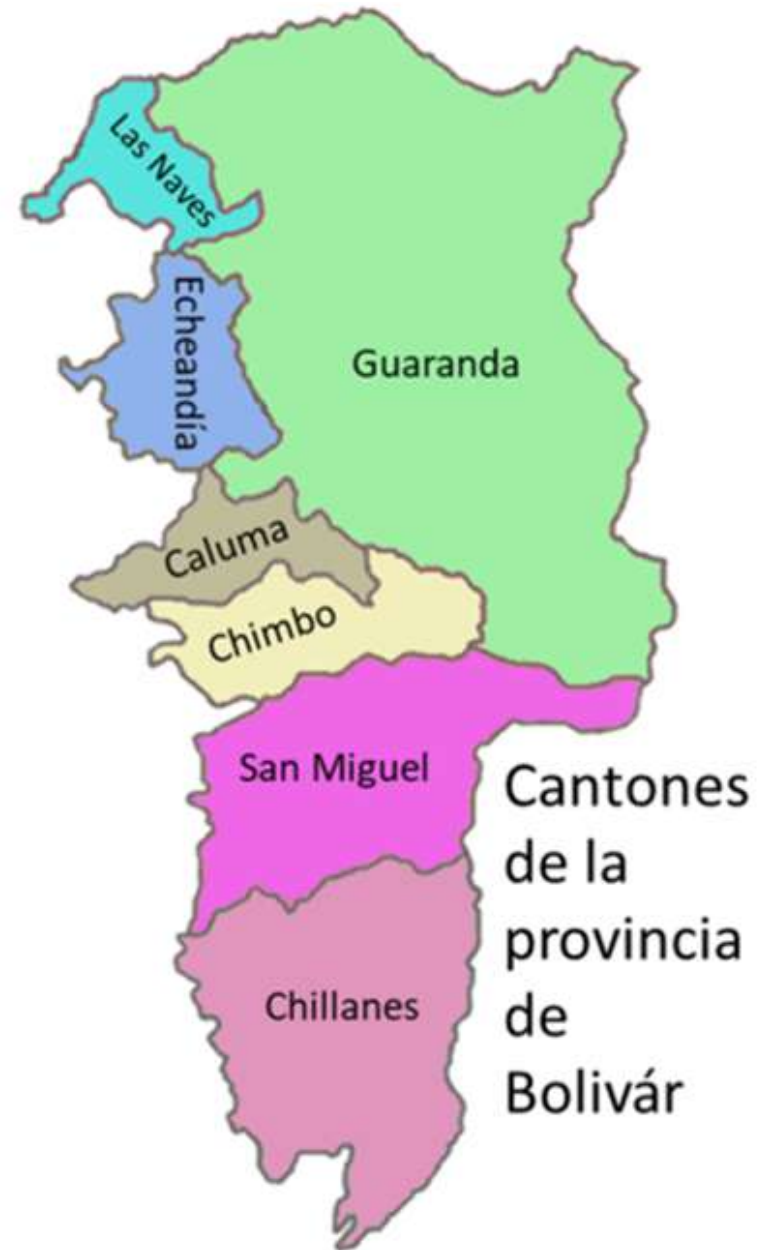 Las Naves
Echeandía
Guaranda
Caluma
Chimbo
San Miguel
Chillanes
Cantones
de la
provincia
de
Bolivár